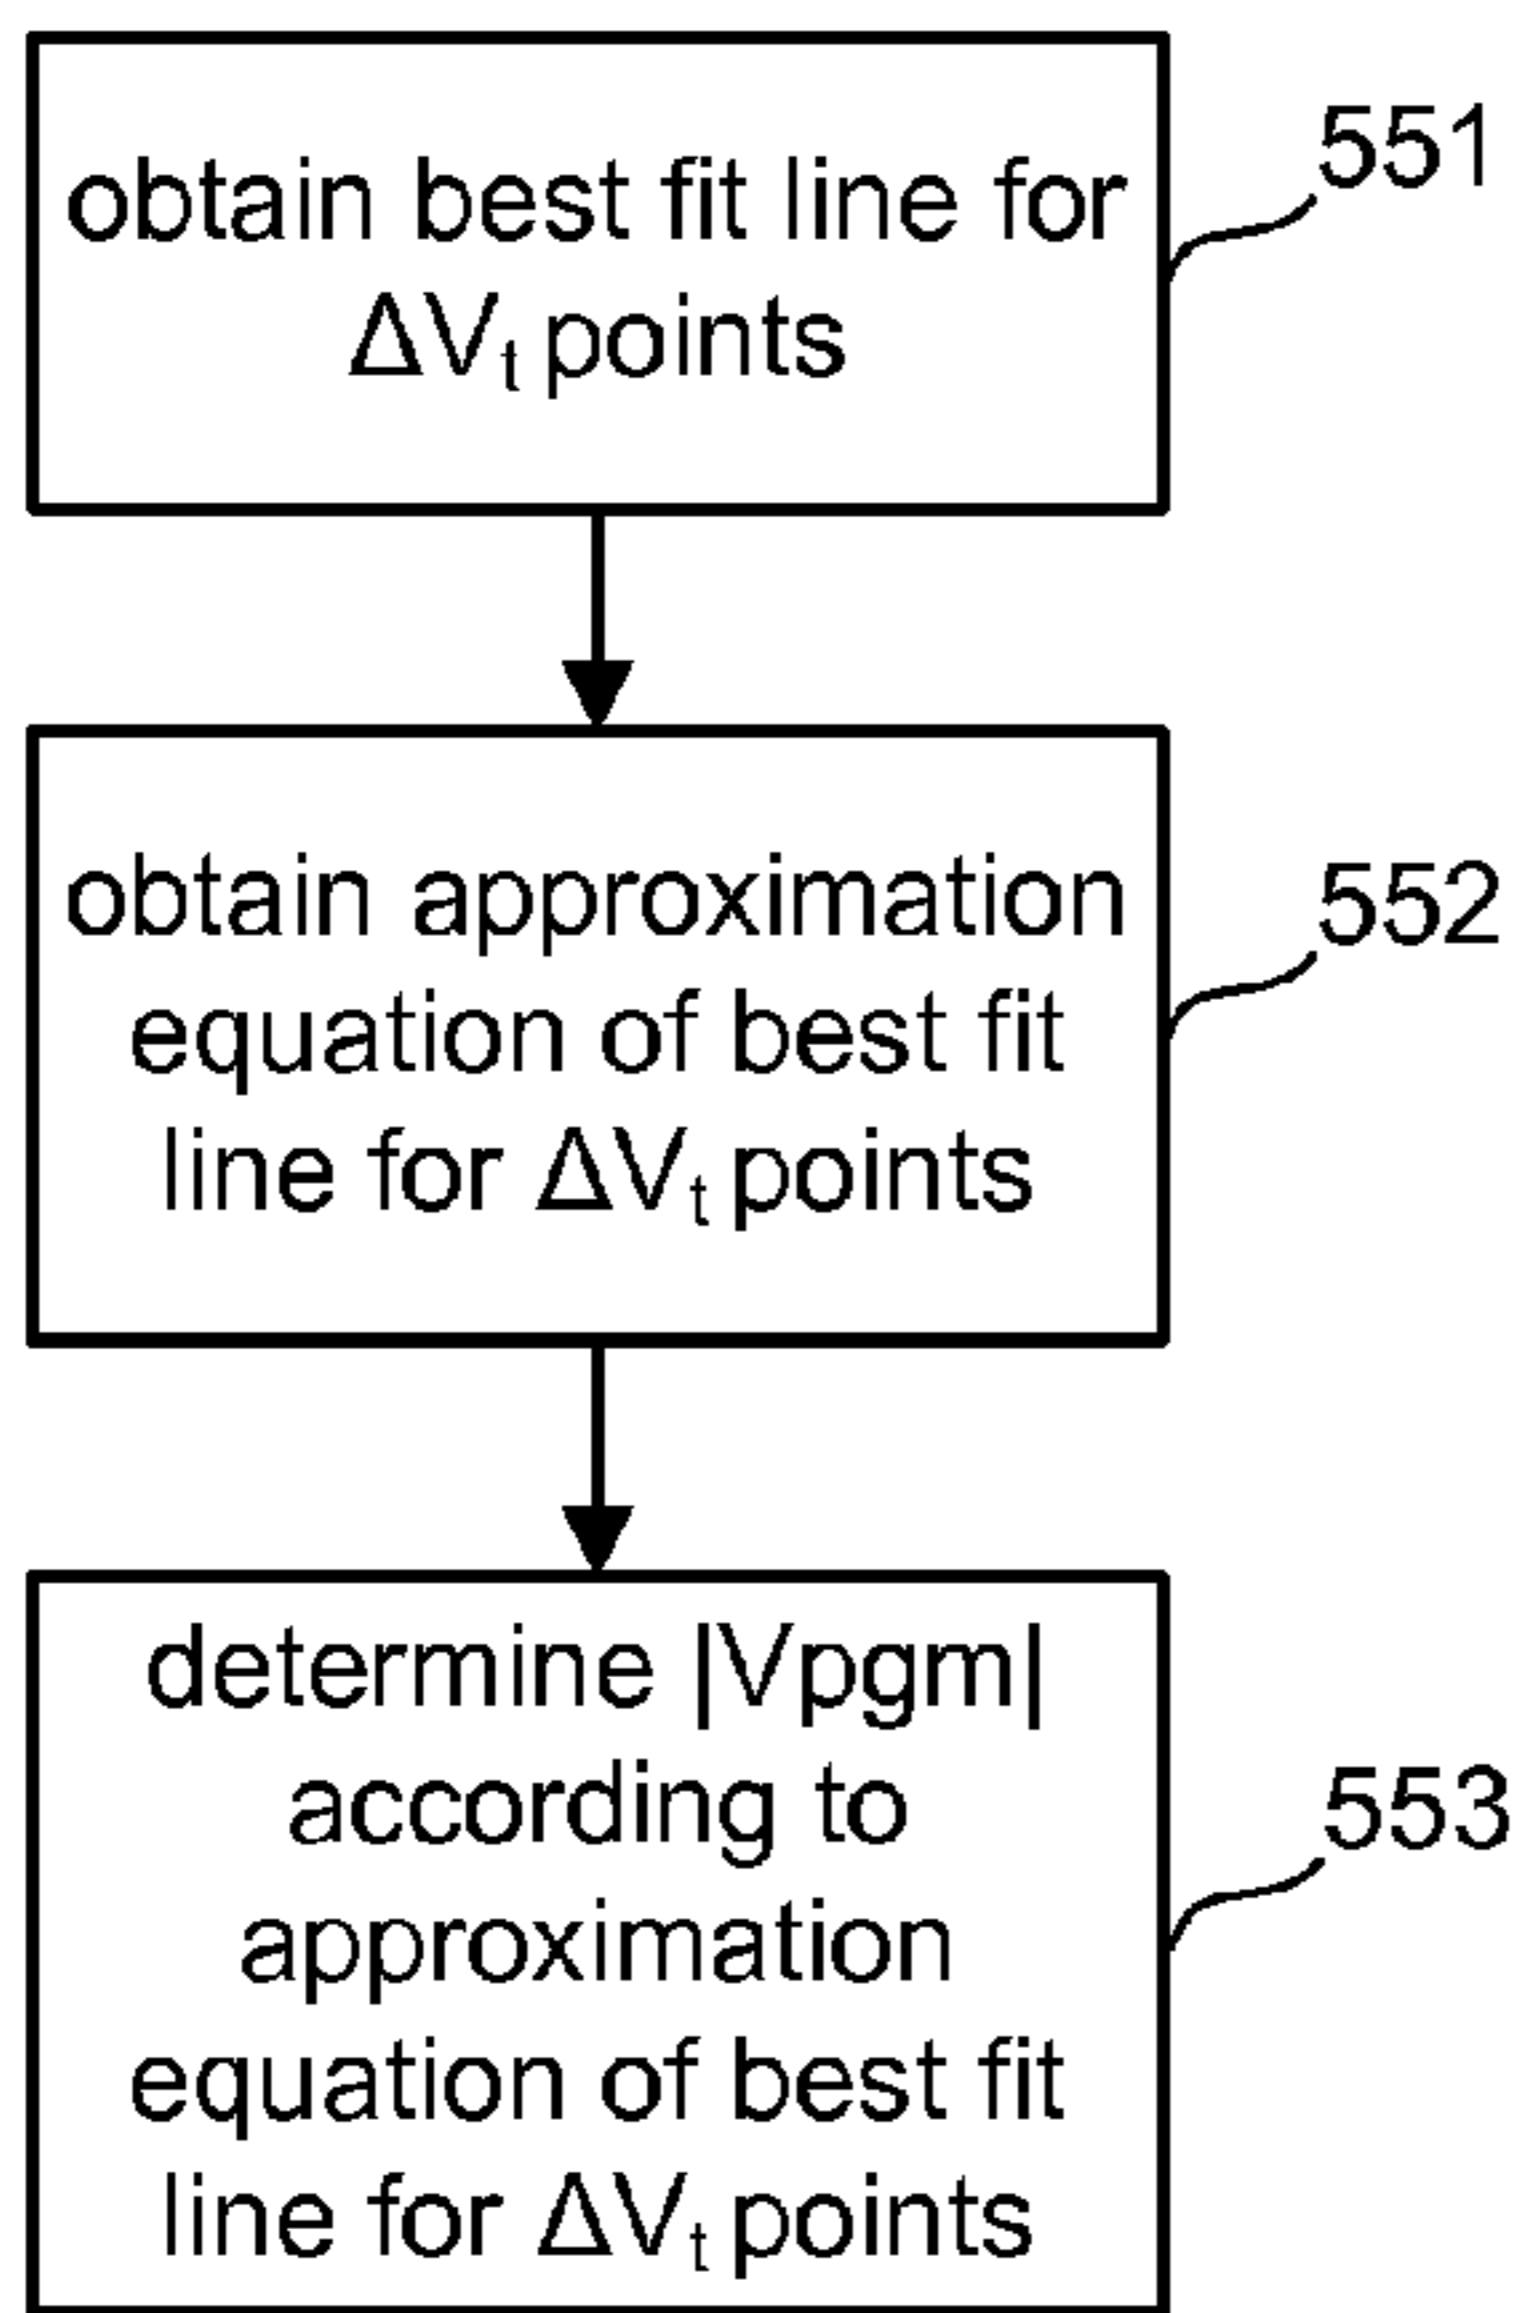 obtain best fit line for
ΔVt points
551
obtain approximation
equation of best fit
line for ΔVt points
552
determine |Vpgm|
according to
approximation
equation of best fit
line for ΔVt points
553